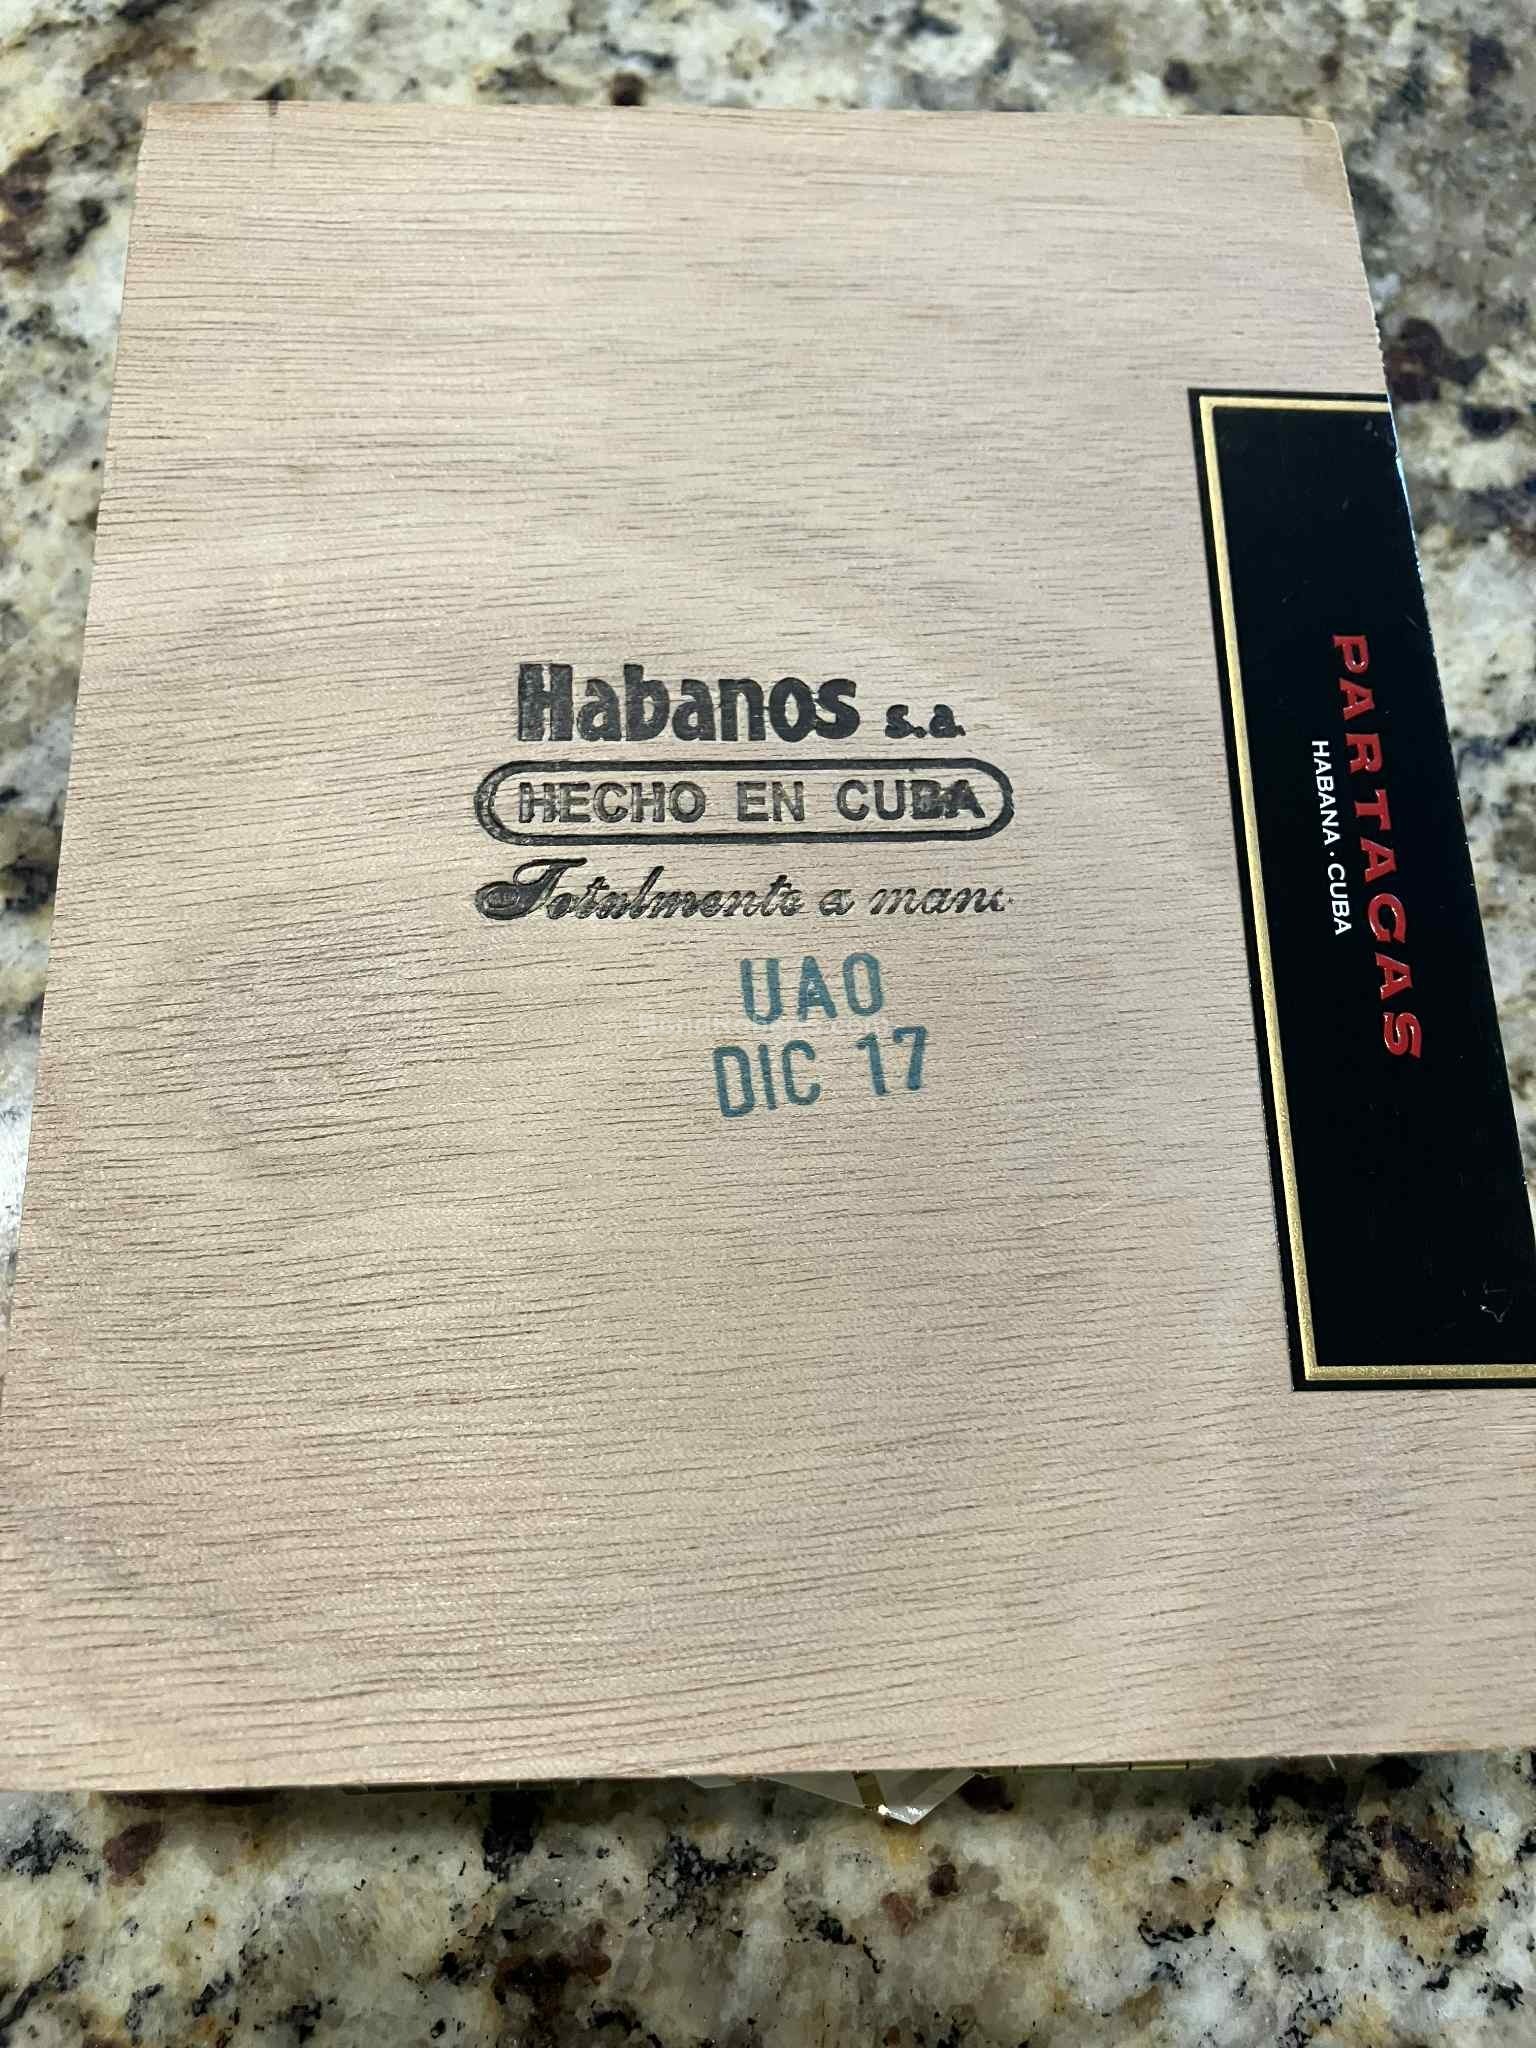 Habanos s.a.
HECHO EN CUBA
Totalmente a mano
UAO
DIC 17
PARTAGAS
HABANA · CUBA